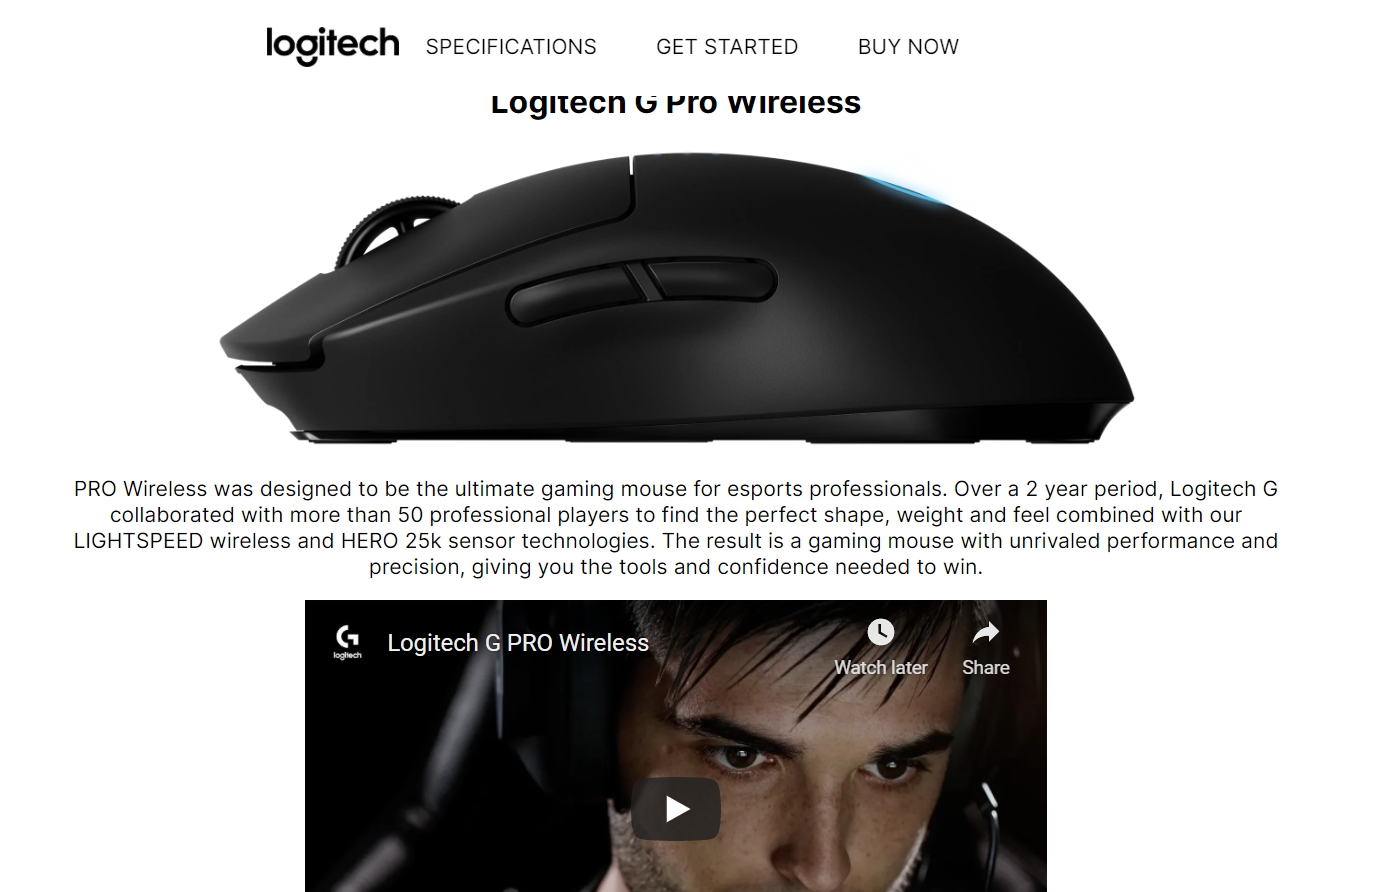 logitech SPECIFICATIONS GET STARTED BUY NOW
Logitech G Pro Wireless
PRO Wireless was designed to be the ultimate gaming mouse for esports professionals. Over a 2 year period, Logitech G
collaborated with more than 50 professional players to find the perfect shape, weight and feel combined with our
LIGHTSPEED wireless and HERO 25k sensor technologies. The result is a gaming mouse with unrivaled performance and
precision, giving you the tools and confidence needed to win.
logitech
Logitech G PRO Wireless
Watch later
Share